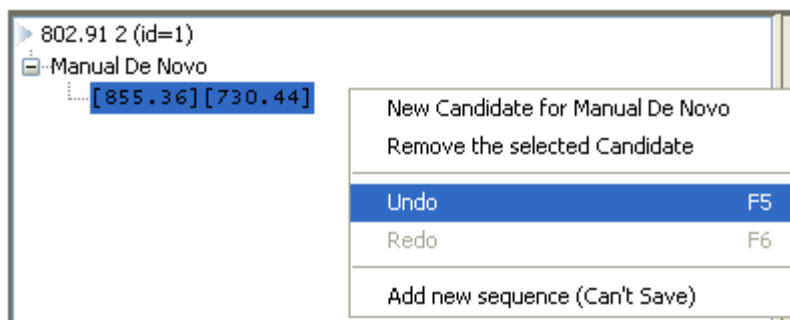 802.91 2 (id=1)
Manual De Novo
[855.36][730.44]
New Candidate for Manual De Novo
Remove the selected Candidate
Undo F5
Redo F6
Add new sequence (Can't Save)